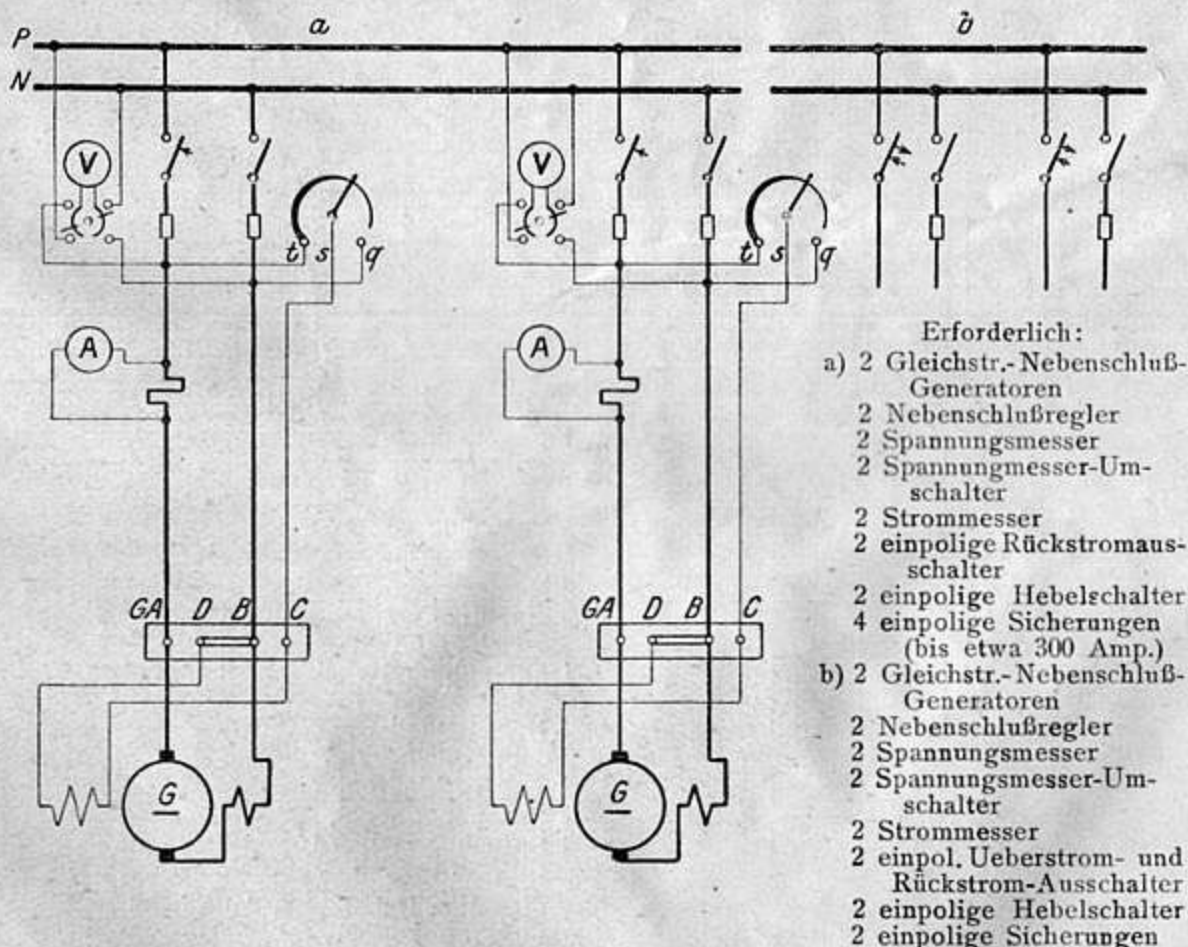 a
b
P
N
V
V
t s q
t s q
A
A
GA D B C
GA D B C
G
G
Erforderlich:
a) 2 Gleichstr.-Nebenschluß-
Generatoren
2 Nebenschlußregler
2 Spannungsmesser
2 Spannungmesser-Um-
schalter
2 Strommesser
2 einpolige Rückstromaus-
schalter
2 einpolige Hebelschalter
4 einpolige Sicherungen
(bis etwa 300 Amp.)
b) 2 Gleichstr.-Nebenschluß-
Generatoren
2 Nebenschlußregler
2 Spannungsmesser
2 Spannungsmesser-Um-
schalter
2 Strommesser
2 einpol. Ueberstrom- und
Rückstrom-Ausschalter
2 einpolige Hebelschalter
2 einpolige Sicherungen